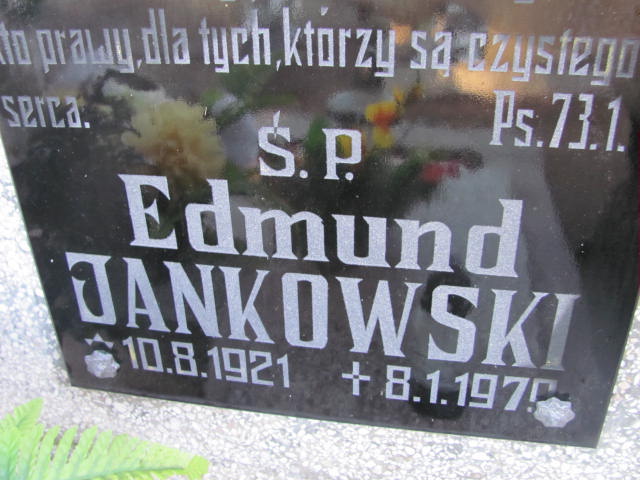 to prawy, dla tych, którzy są czystego
serca. Ps. 73.1.
Ś. P.
Edmund
JANKOWSKI
10.8.1921 + 8.1.197